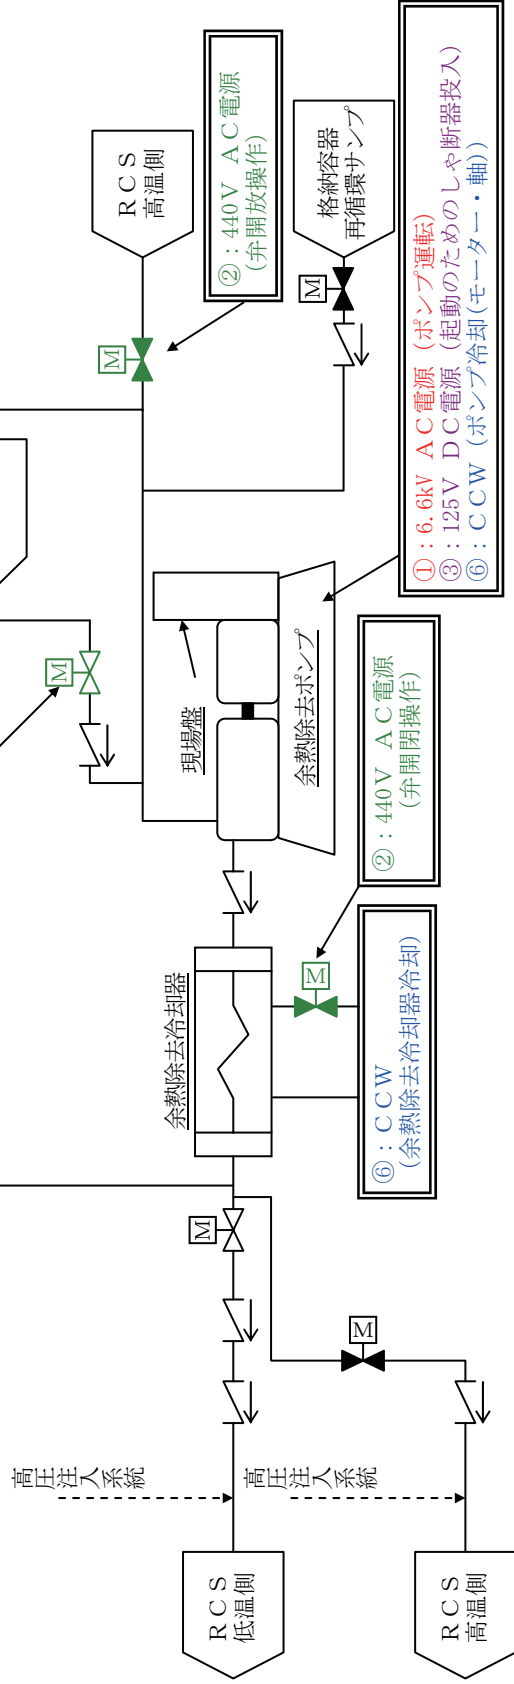 高圧注入系統
高圧注入系統
RCS
低温側
RCS
高温側
M
M
余熱除去冷却器
⑥：CCW
(余熱除去冷却器冷却)
M
②：440V AC電源
(弁開閉操作)
現場盤
余熱除去ポンプ
M
①：6.6kV AC電源 (ポンプ運転)
③：125V DC電源 (起動のためのしゃ断器投入)
⑥：CCW (ポンプ冷却(モーター・軸))
M
RCS
高温側
②：440V AC電源
(弁開放操作)
M
格納容器
再循環サンプ